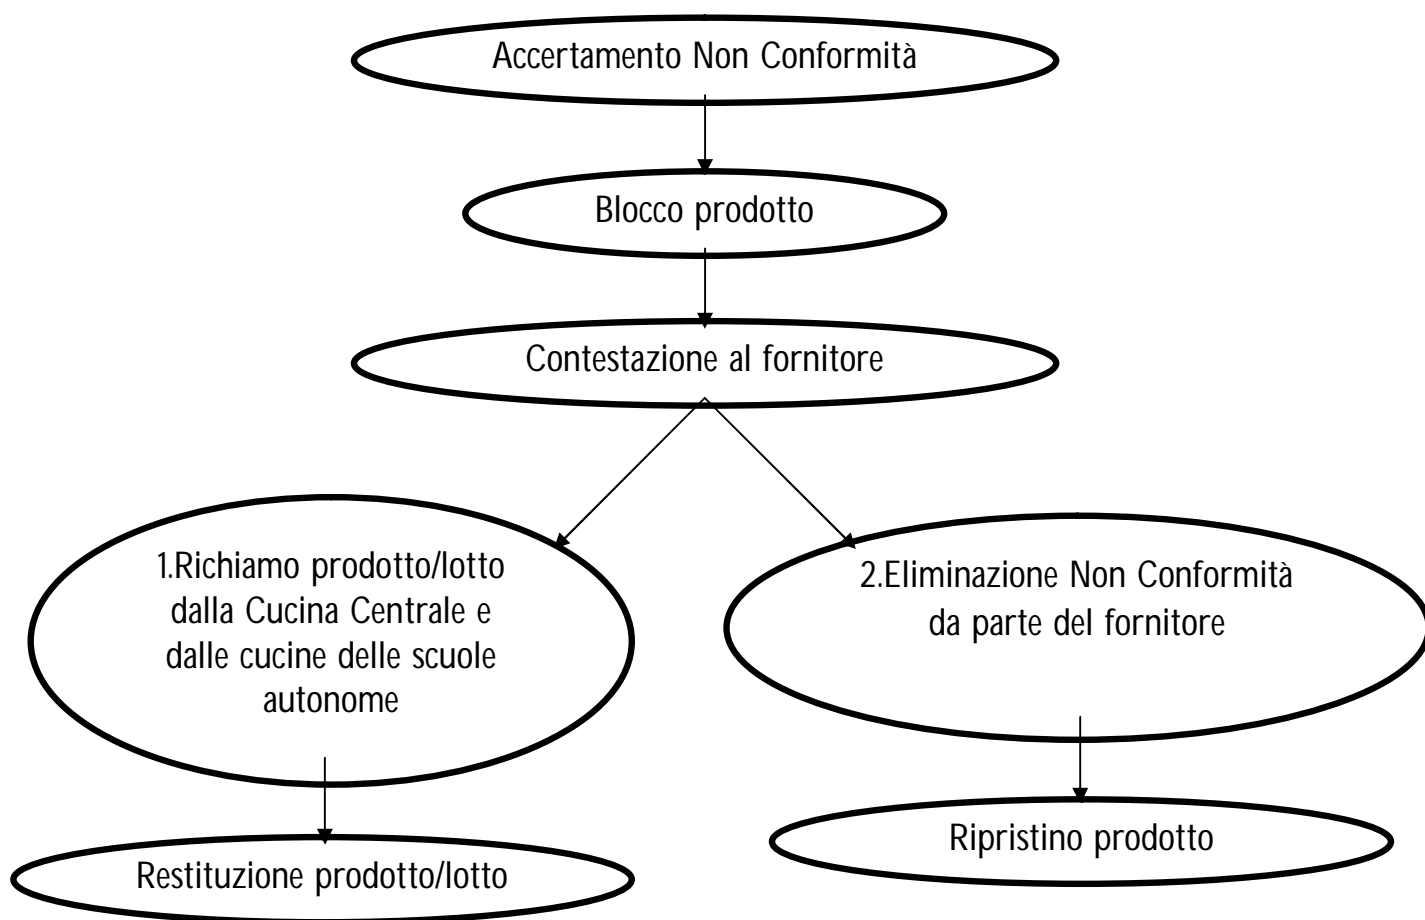 Accertamento Non Conformità
Blocco prodotto
Contestazione al fornitore
1.Richiamo prodotto/lotto
dalla Cucina Centrale e
dalle cucine delle scuole
autonome
2.Eliminazione Non Conformità
da parte del fornitore
Ripristino prodotto
Restituzione prodotto/lotto